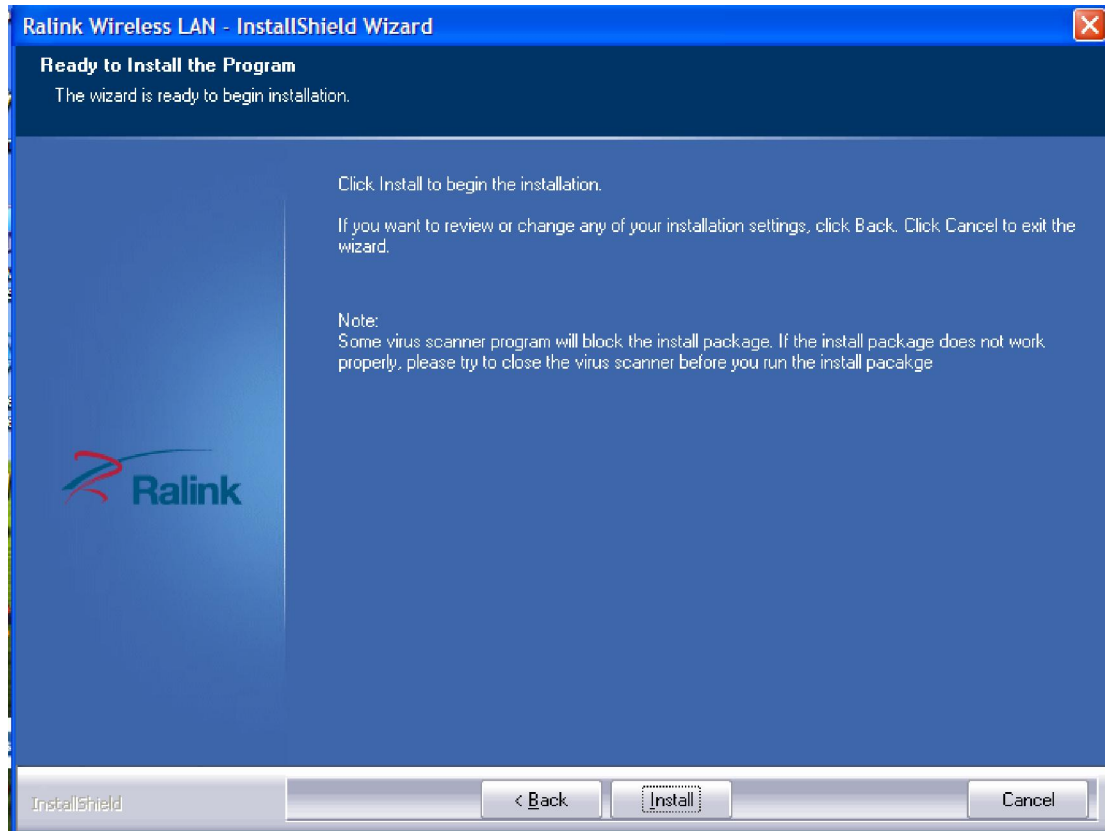 Ralink Wireless LAN - InstallShield Wizard
Ready to Install the Program
The wizard is ready to begin installation.
Click Install to begin the installation.
If you want to review or change any of your installation settings, click Back. Click Cancel to exit the
wizard.
Note:
Some virus scanner program will block the install package. If the install package does not work
properly, please try to close the virus scanner before you run the install pacakge
Ralink
InstallShield
< Back
Install
Cancel